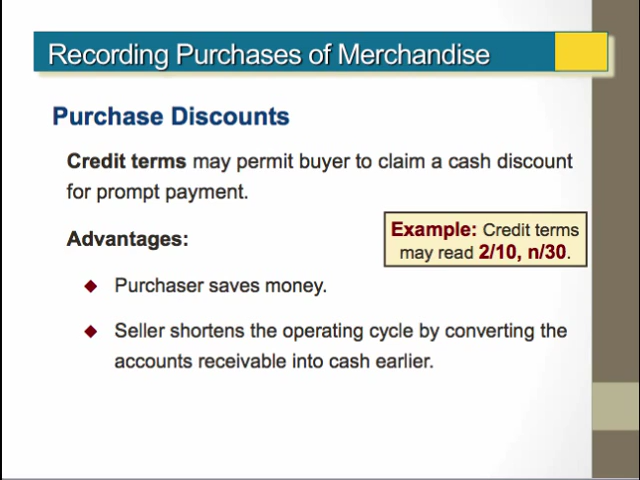 Recording Purchases of Merchandise
Purchase Discounts
Credit terms may permit buyer to claim a cash discount
for prompt payment.
Advantages:
Example: Credit terms
may read 2/10, n/30.
Purchaser saves money.
Seller shortens the operating cycle by converting the
accounts receivable into cash earlier.